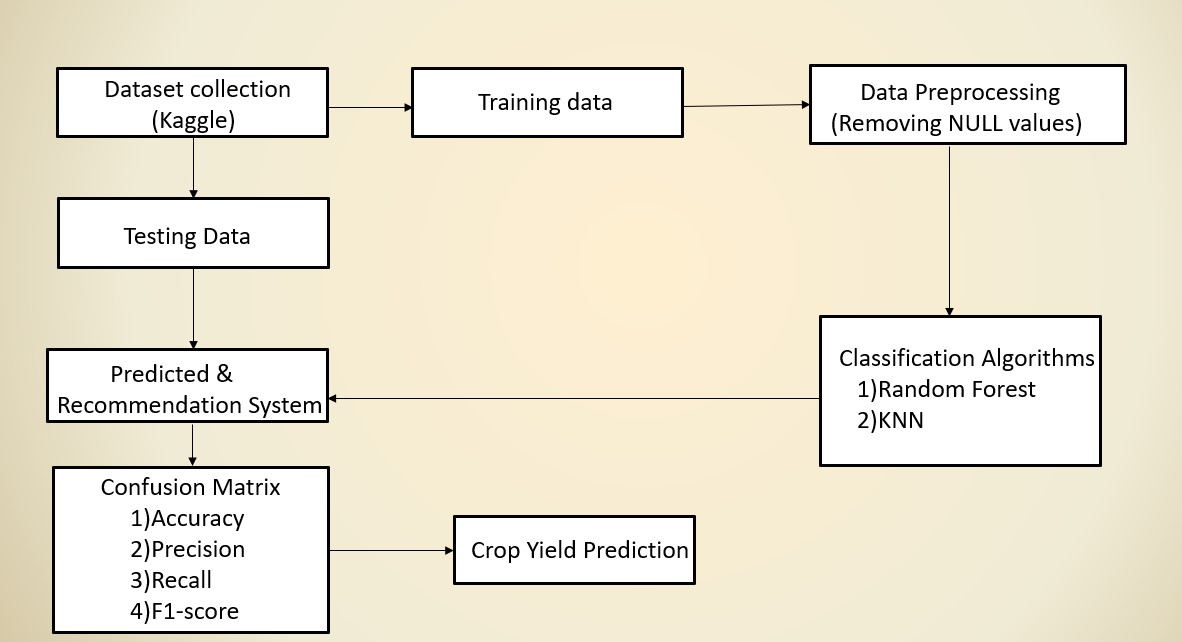 Dataset collection
(Kaggle)
Training data
Data Preprocessing
(Removing NULL values)
Testing Data
Predicted &
Recommendation System
Classification Algorithms
1)Random Forest
2)KNN
Confusion Matrix
1)Accuracy
2)Precision
3)Recall
4)F1-score
Crop Yield Prediction